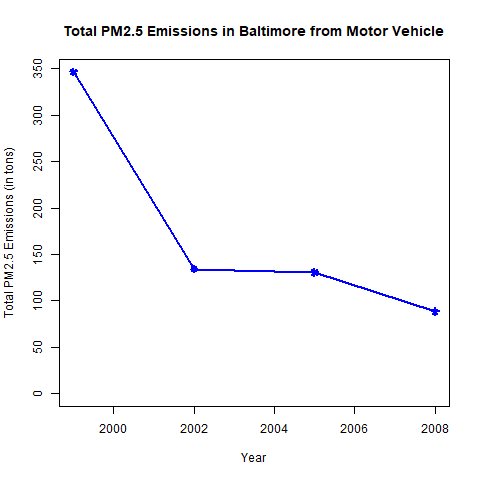 Total PM2.5 Emissions in Baltimore from Motor Vehicle
Total PM2.5 Emissions (in tons)
350
300
250
200
150
100
50
0
2000 2002 2004 2006 2008
Year